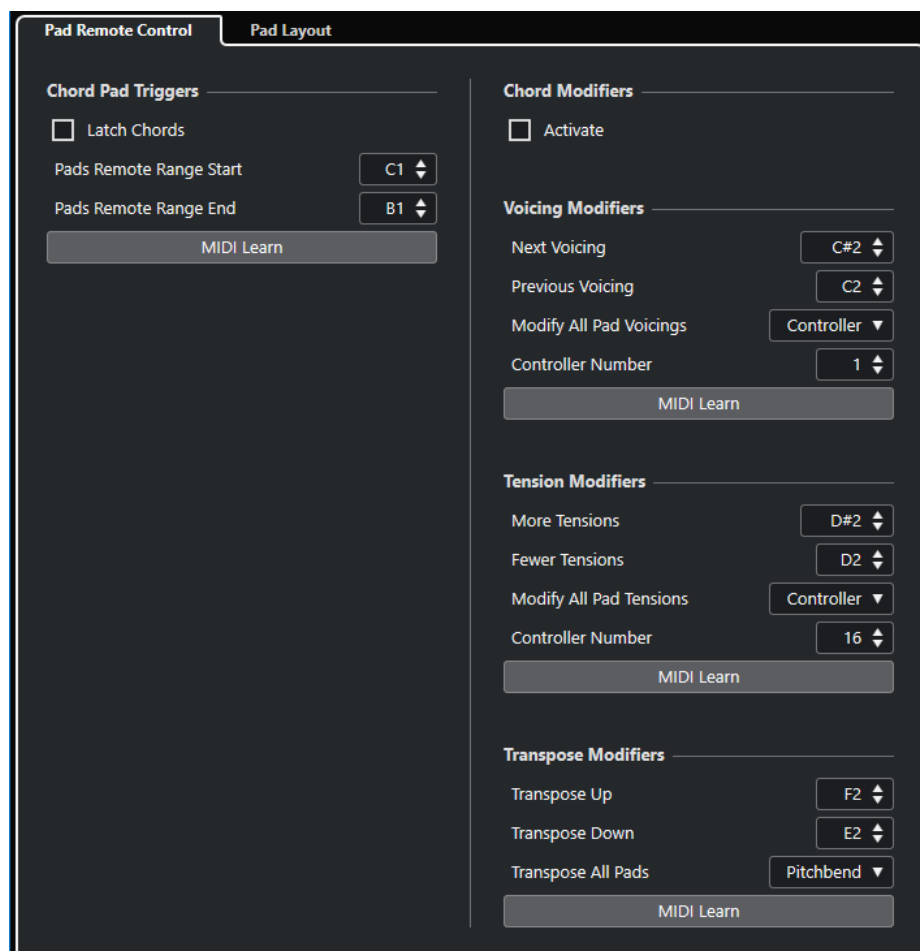 Pad Remote Control
Pad Layout
Chord Pad Triggers
Latch Chords
Pads Remote Range Start C1
Pads Remote Range End B1
MIDI Learn
Chord Modifiers
Activate
Voicing Modifiers
Next Voicing C#2
Previous Voicing C2
Modify All Pad Voicings Controller
Controller Number 1
MIDI Learn
Tension Modifiers
More Tensions D#2
Fewer Tensions D2
Modify All Pad Tensions Controller
Controller Number 16
MIDI Learn
Transpose Modifiers
Transpose Up F2
Transpose Down E2
Transpose All Pads Pitchbend
MIDI Learn